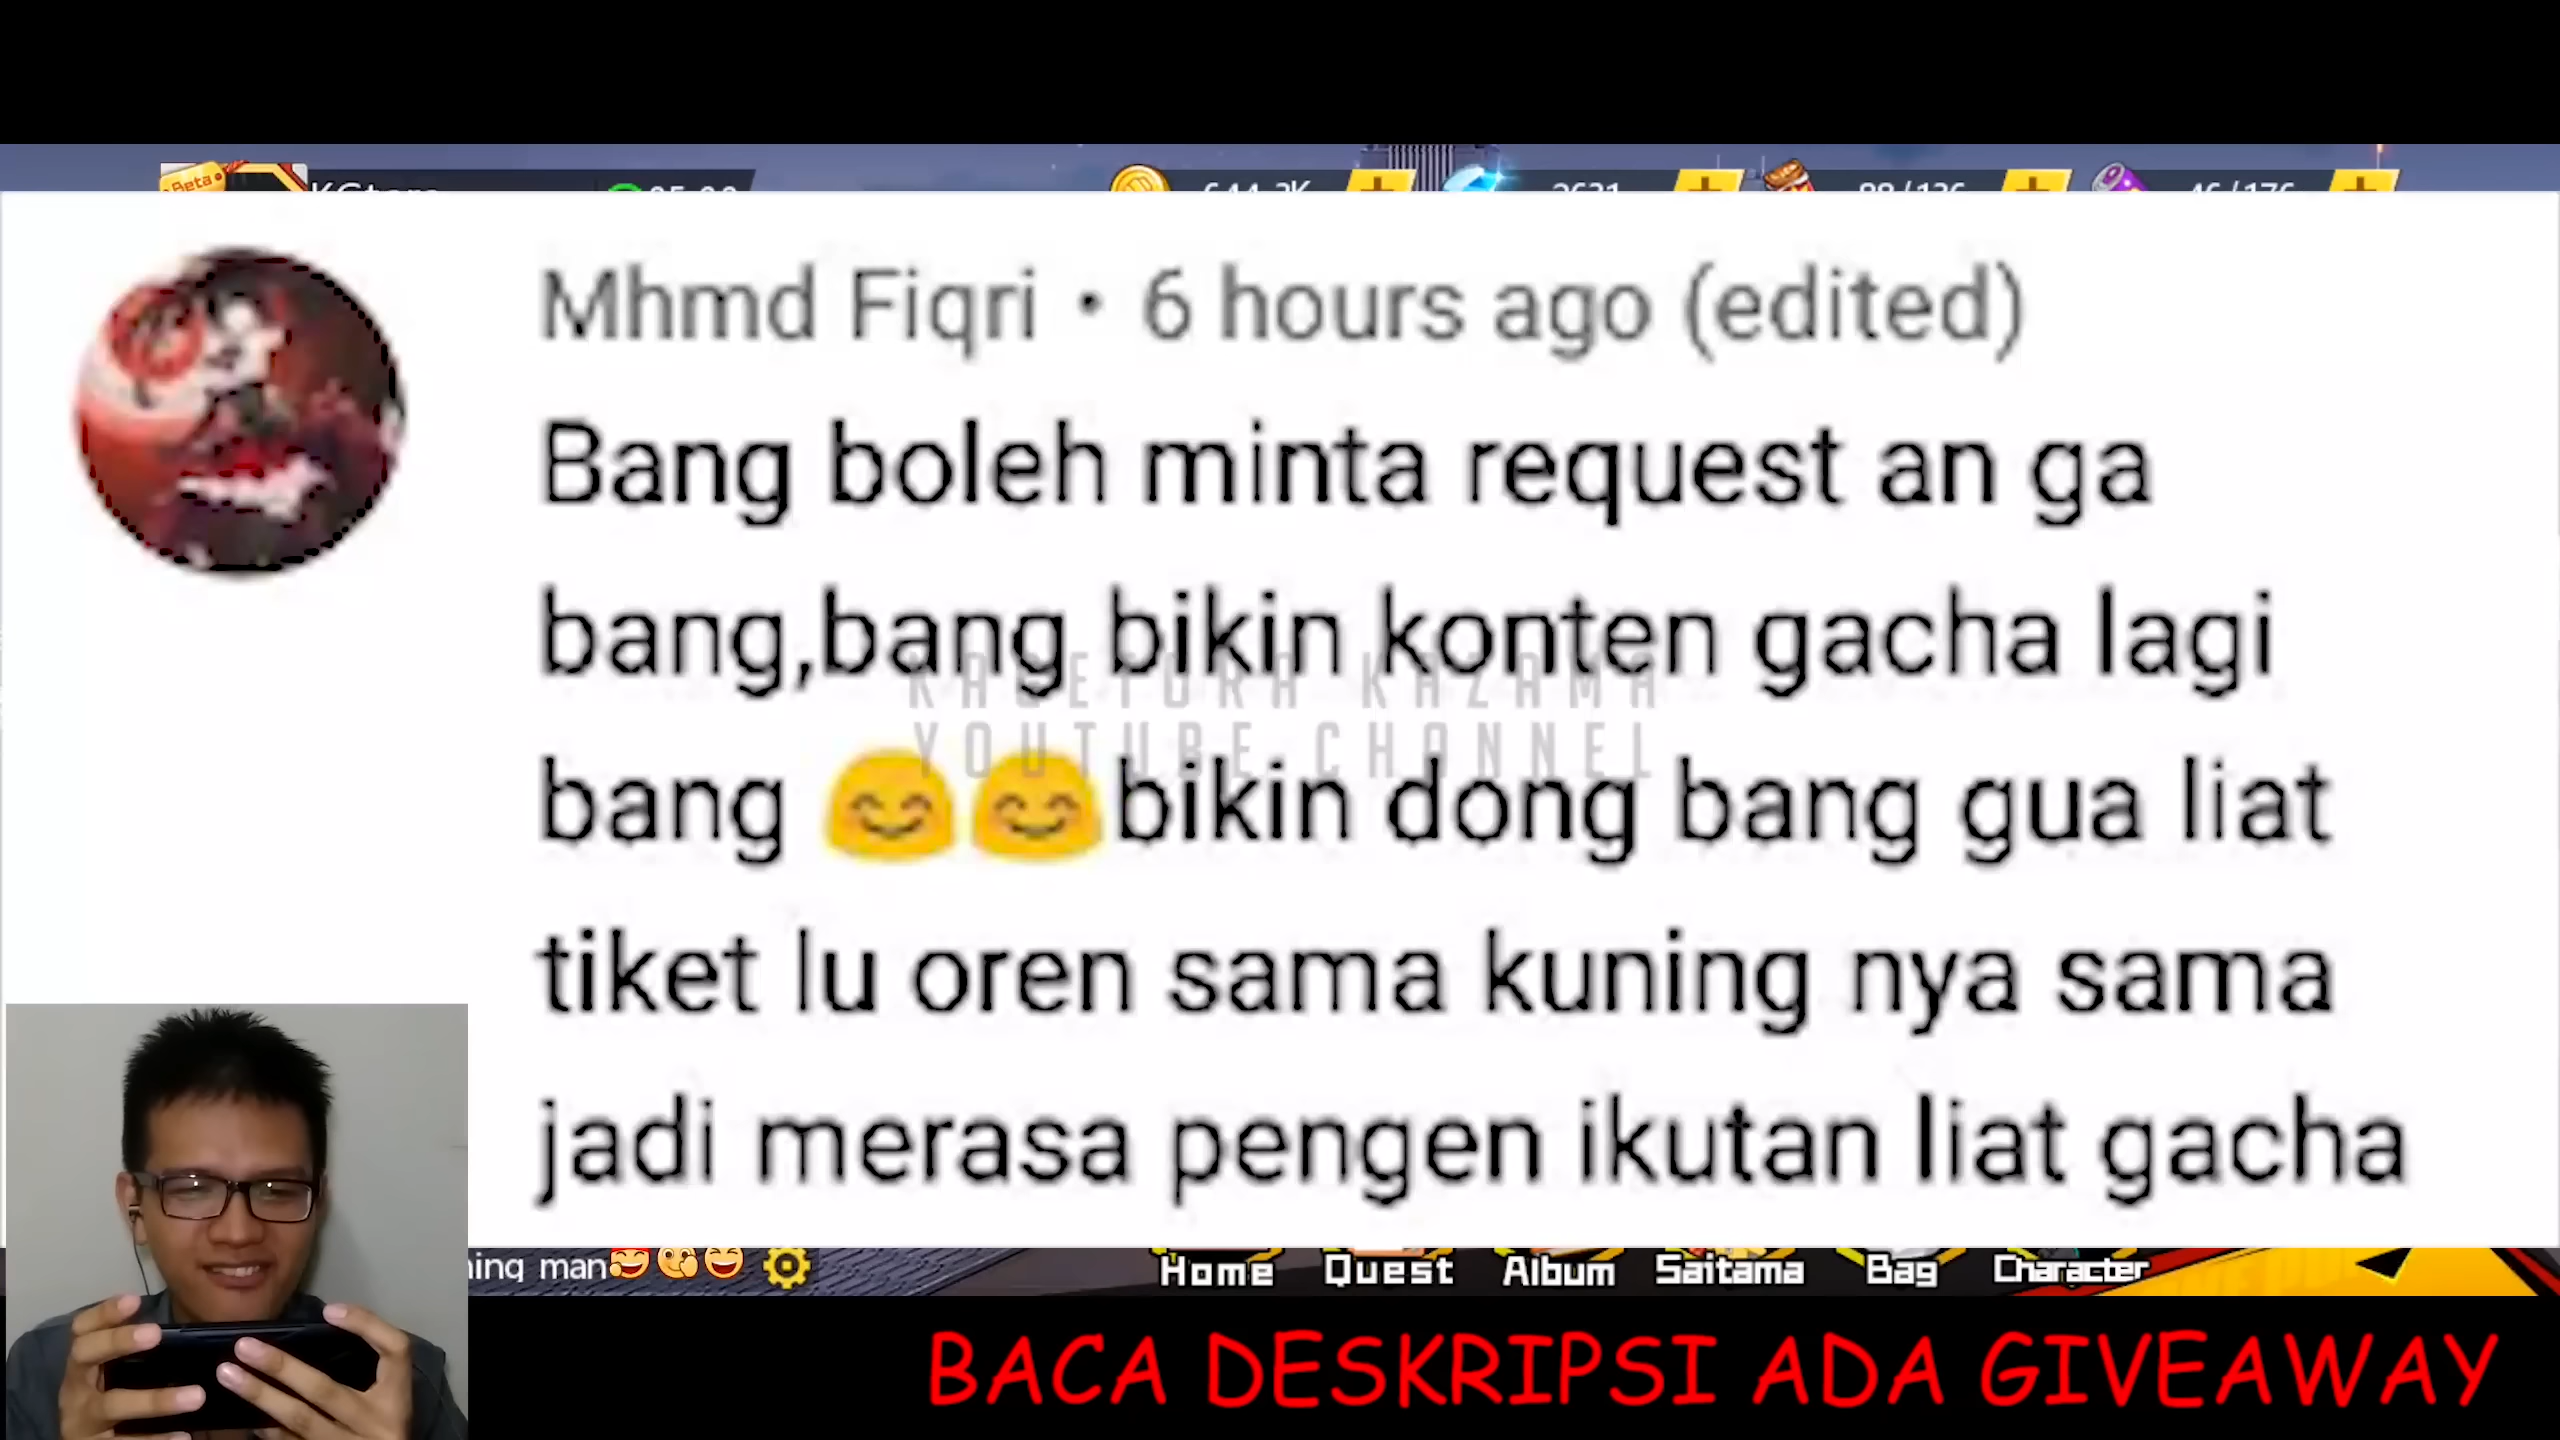 Beta
Mhmd Fiqri • 6 hours ago (edited)
Bang boleh minta request an ga
bang,bang bikin konten gacha lagi
bang 😊😊bikin dong bang gua liat
tiket lu oren sama kuning nya sama
jadi merasa pengen ikutan liat gacha
KAGETORA KAZAMA
YOUTUBE CHANNEL
ing man😁😂😆
Home Quest Album Saitama Bag Character
BACA DESKRIPSI ADA GIVEAWAY